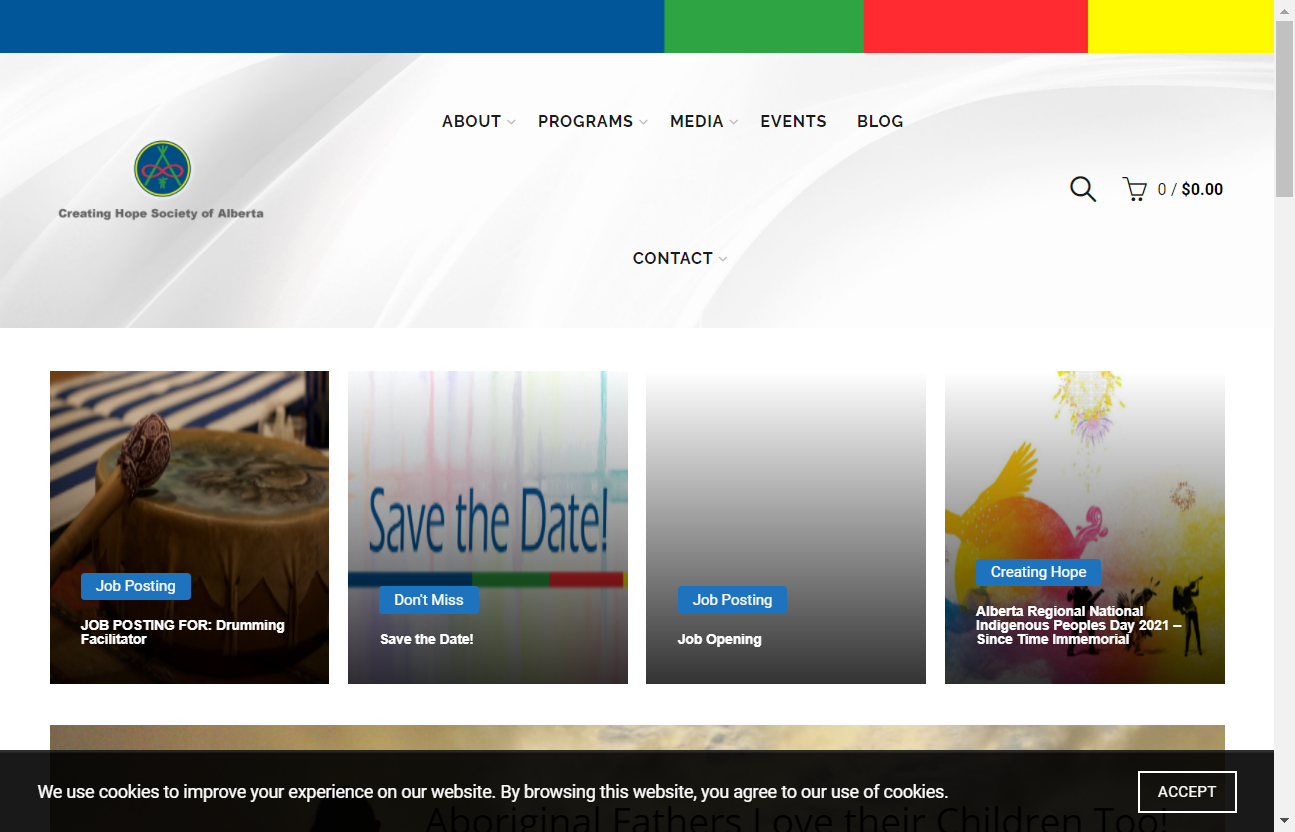 ABOUT
PROGRAMS
MEDIA
EVENTS
BLOG
Creating Hope Society of Alberta
0 / $0.00
CONTACT
Save the Date!
Job Posting
JOB POSTING FOR: Drumming
Facilitator
Don't Miss
Save the Date!
Job Posting
Job Opening
Creating Hope
Alberta Regional National
Indigenous Peoples Day 2021 –
Since Time Immemorial
We use cookies to improve your experience on our website. By browsing this website, you agree to our use of cookies.
ACCEPT
Aboriginal Fathers Love their Children Too!